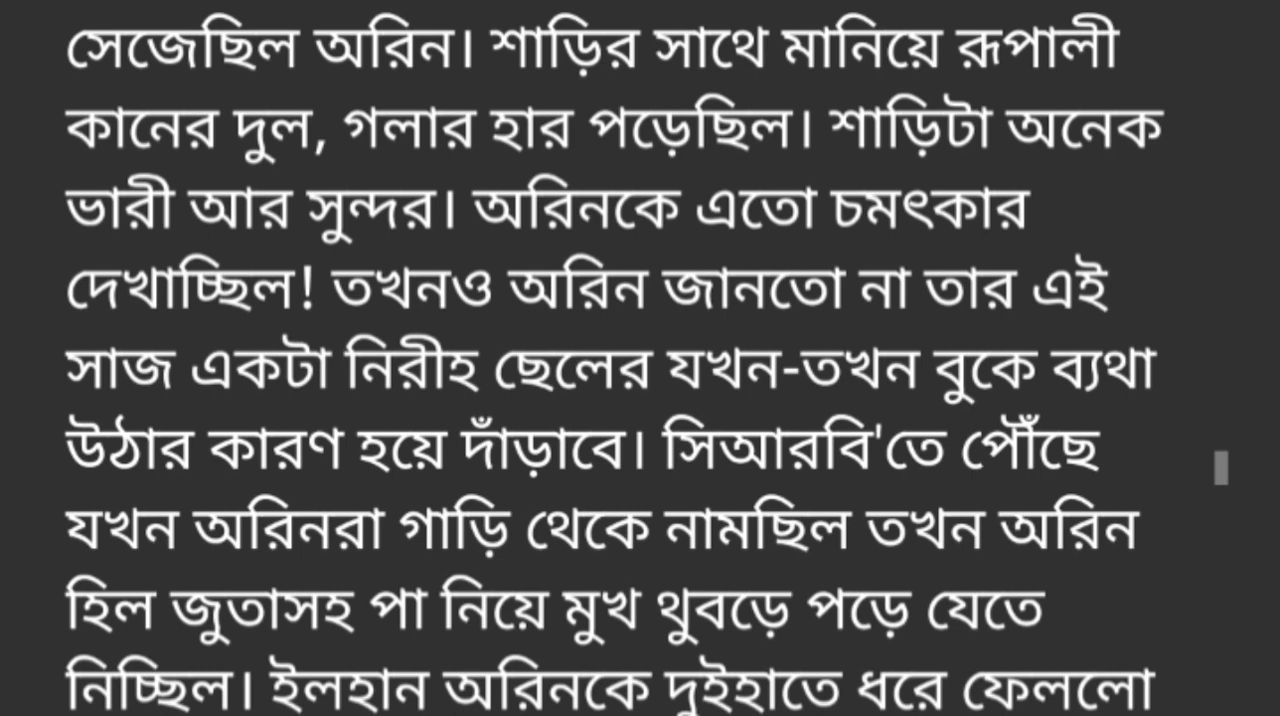 সেজেছিল অরিন। শাড়ির সাথে মানিয়ে রূপালী
কানের দুল, গলার হার পড়েছিল। শাড়িটা অনেক
ভারী আর সুন্দর। অরিনকে এতো চমৎকার
দেখাচ্ছিল! তখনও অরিন জানতো না তার এই
সাজ একটা নিরীহ ছেলের যখন-তখন বুকে ব্যথা
উঠার কারণ হয়ে দাঁড়াবে। সিআরবি'তে পৌঁছে
যখন অরিনরা গাড়ি থেকে নামছিল তখন অরিন
হিল জুতাসহ পা নিয়ে মুখ থুবড়ে পড়ে যেতে
নিচ্ছিল। ইলহান অরিনকে দুইহাতে ধরে ফেললো